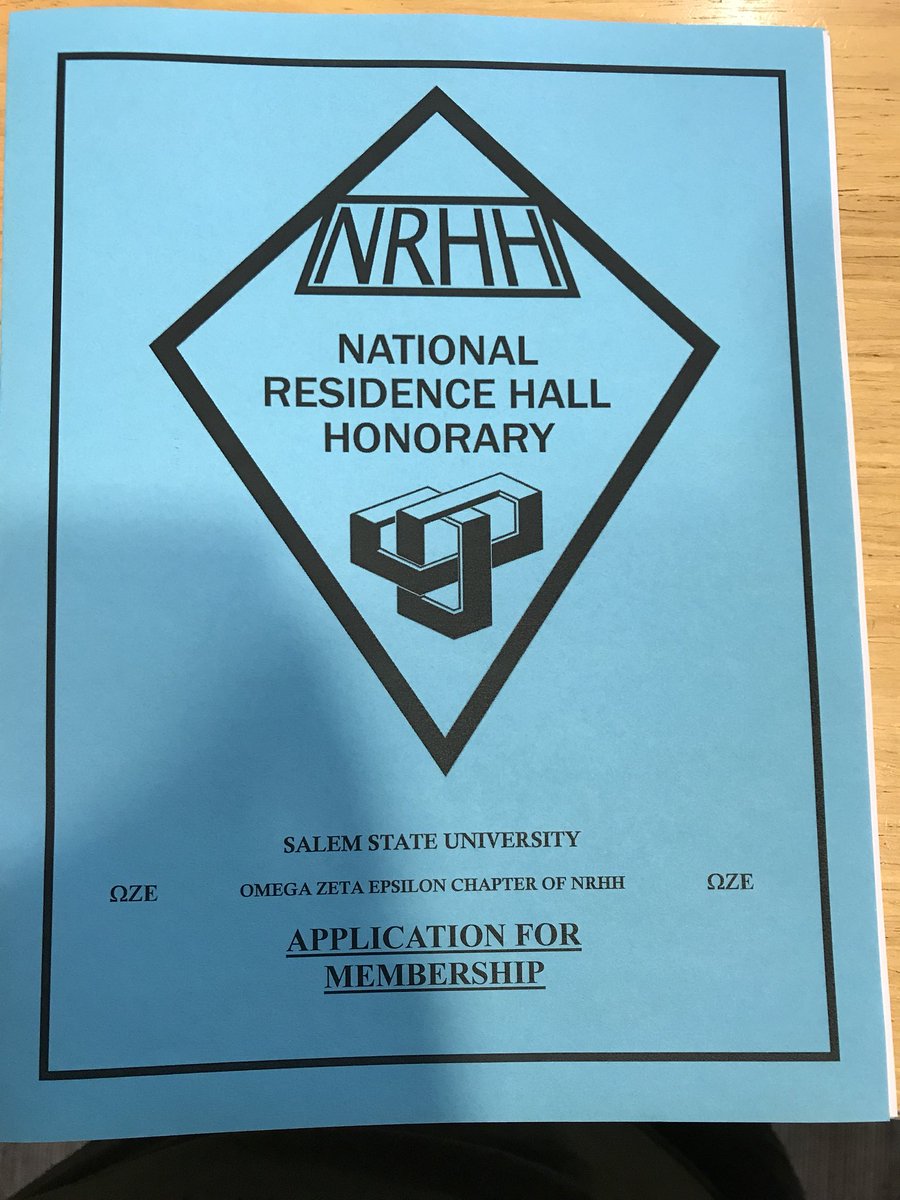 NRHH
NATIONAL
RESIDENCE HALL
HONORARY
SALEM STATE UNIVERSITY
ΩZE OMEGA ZETA EPSILON CHAPTER OF NRHH ΩZE
APPLICATION FOR
MEMBERSHIP